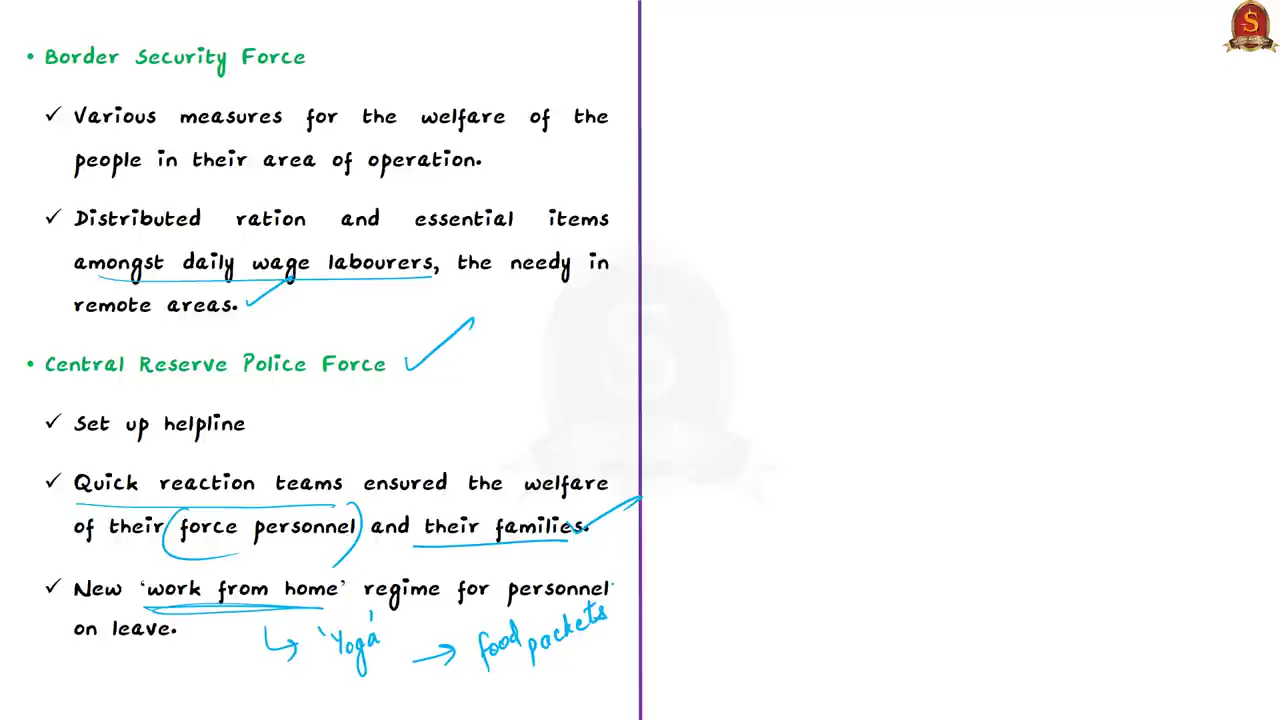 • Border Security Force
✓ Various measures for the welfare of the
people in their area of operation.
✓ Distributed ration and essential items
amongst daily wage labourers, the needy in
remote areas.
• Central Reserve Police Force
✓ Set up helpline
✓ Quick reaction teams ensured the welfare
of their force personnel and their families.
✓ New ‘work from home’ regime for personnel
on leave.
‘Yoga’ → food packets